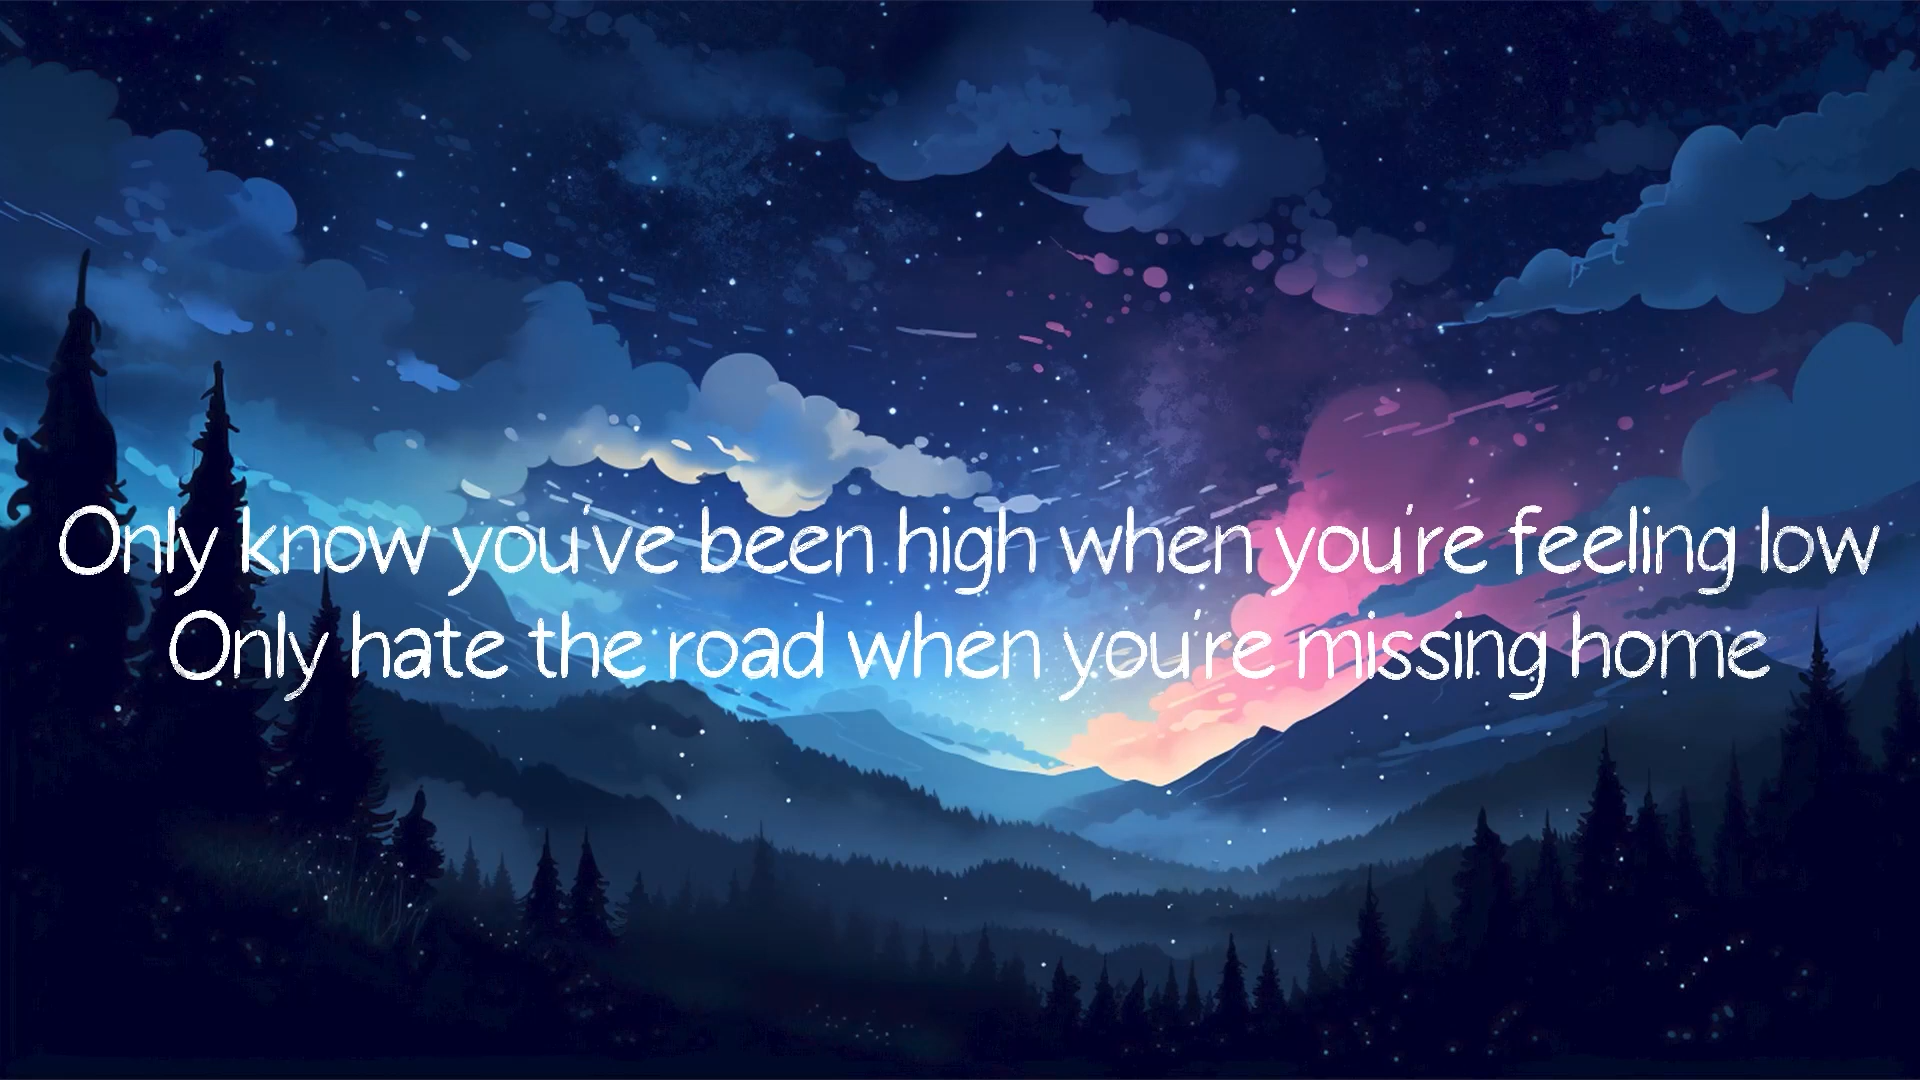 Only know you've been high when you're feeling low
Only hate the road when you're missing home